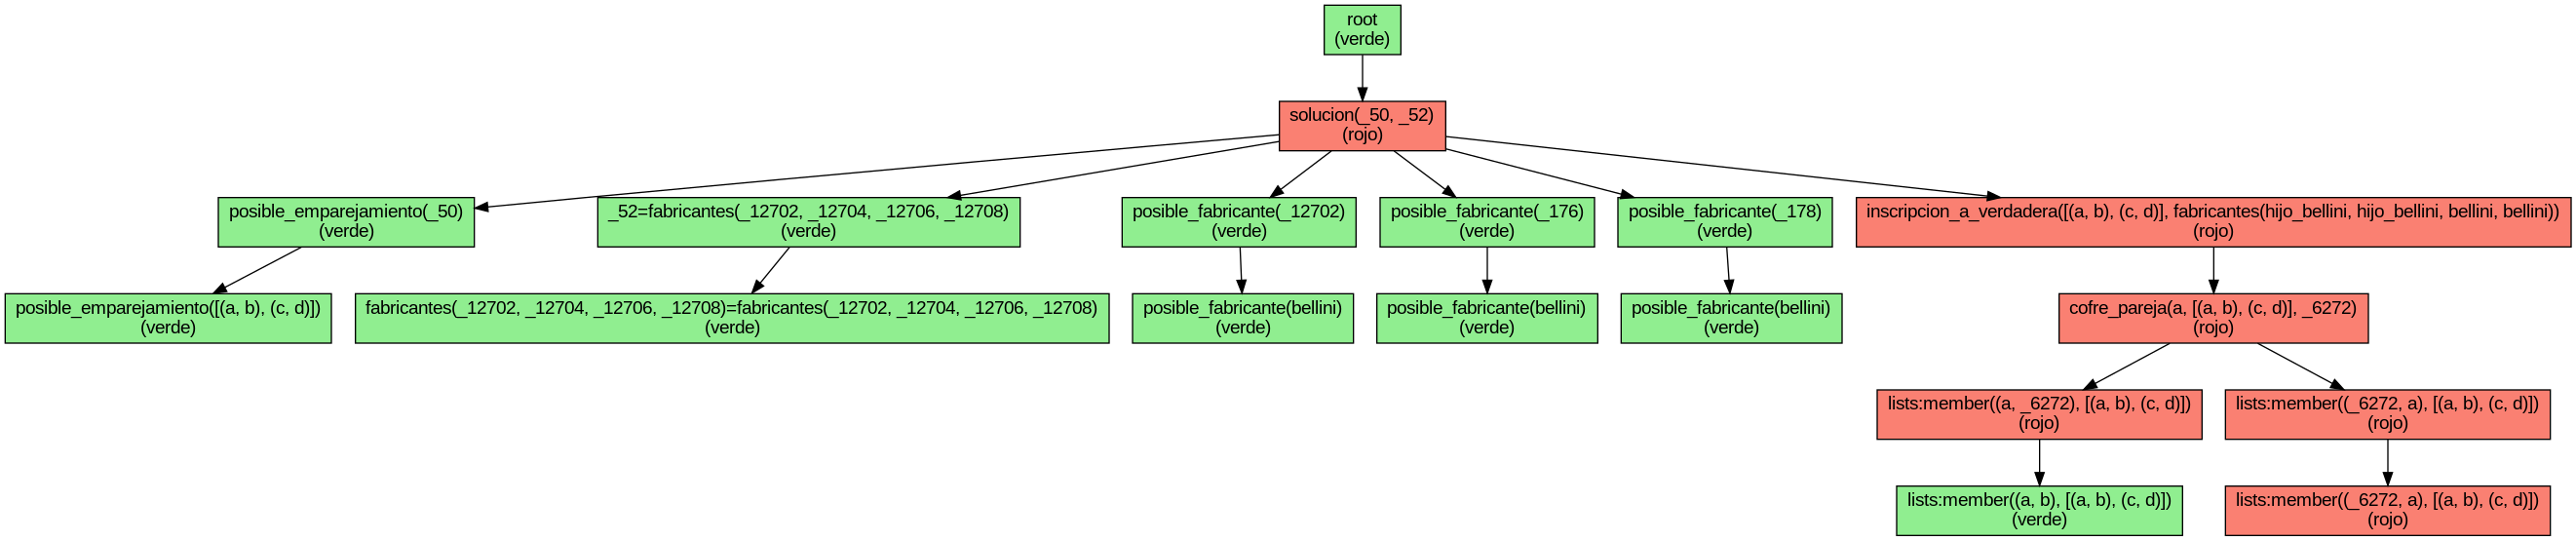 root
(verde)
solucion(_50, _52)
(rojo)
posible_emparejamiento(_50)
(verde)
_52=fabricantes(_12702, _12704, _12706, _12708)
(verde)
posible_fabricante(_12702)
(verde)
posible_fabricante(_176)
(verde)
posible_fabricante(_178)
(verde)
inscripcion_a_verdadera([(a, b), (c, d)], fabricantes(hijo_bellini, hijo_bellini, bellini, bellini))
(rojo)
posible_emparejamiento([(a, b), (c, d)])
(verde)
fabricantes(_12702, _12704, _12706, _12708)=fabricantes(_12702, _12704, _12706, _12708)
(verde)
posible_fabricante(bellini)
(verde)
posible_fabricante(bellini)
(verde)
posible_fabricante(bellini)
(verde)
cofre_pareja(a, [(a, b), (c, d)], _6272)
(rojo)
lists:member((a, _6272), [(a, b), (c, d)])
(rojo)
lists:member((_6272, a), [(a, b), (c, d)])
(rojo)
lists:member((a, b), [(a, b), (c, d)])
(verde)
lists:member((_6272, a), [(a, b), (c, d)])
(rojo)